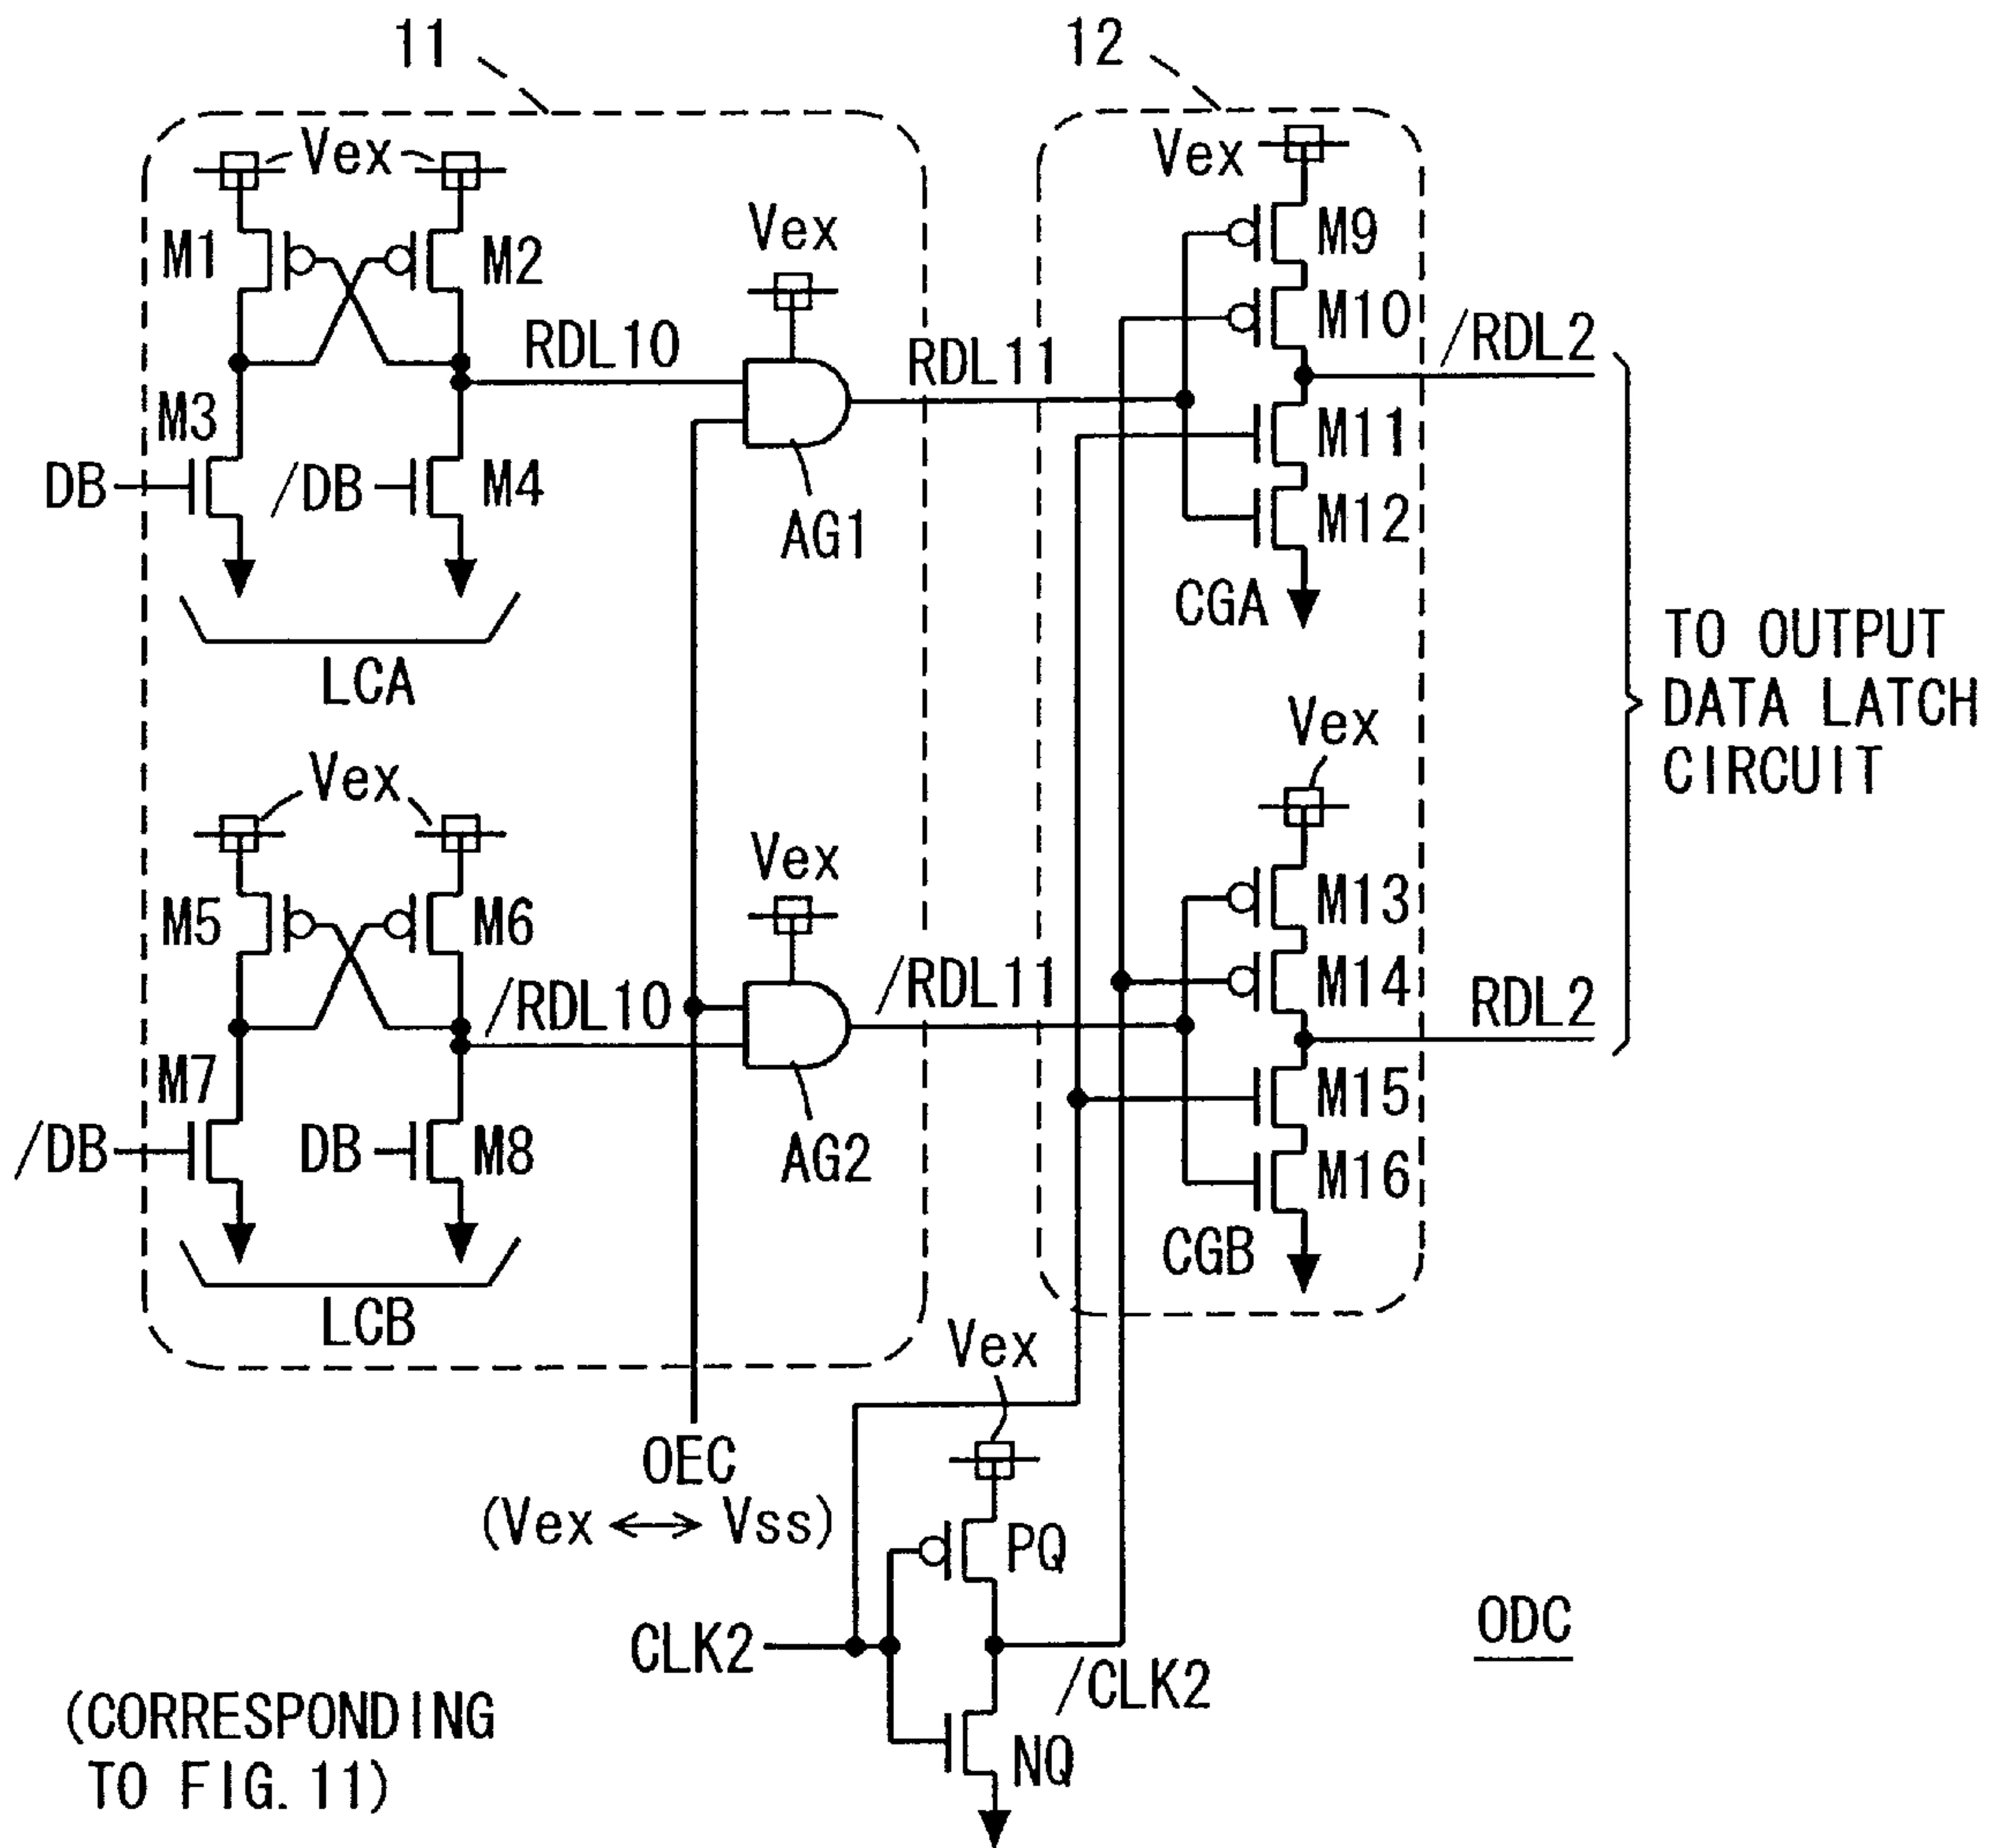 11
12
Vex
Vex
M1
M2
Vex
M9
RDL10
RDL11
M10
/RDL2
M3
M11
DB
/DB
M4
AG1
M12
CGA
LCA
TO OUTPUT
DATA LATCH
CIRCUIT
Vex
Vex
Vex
M5
M6
M13
/RDL10
/RDL11
M14
RDL2
M7
M15
/DB
DB
M8
AG2
M16
CGB
LCB
Vex
OEC
(Vex ↔ Vss)
PQ
CLK2
/CLK2
NQ
ODC
(CORRESPONDING
TO FIG. 11)